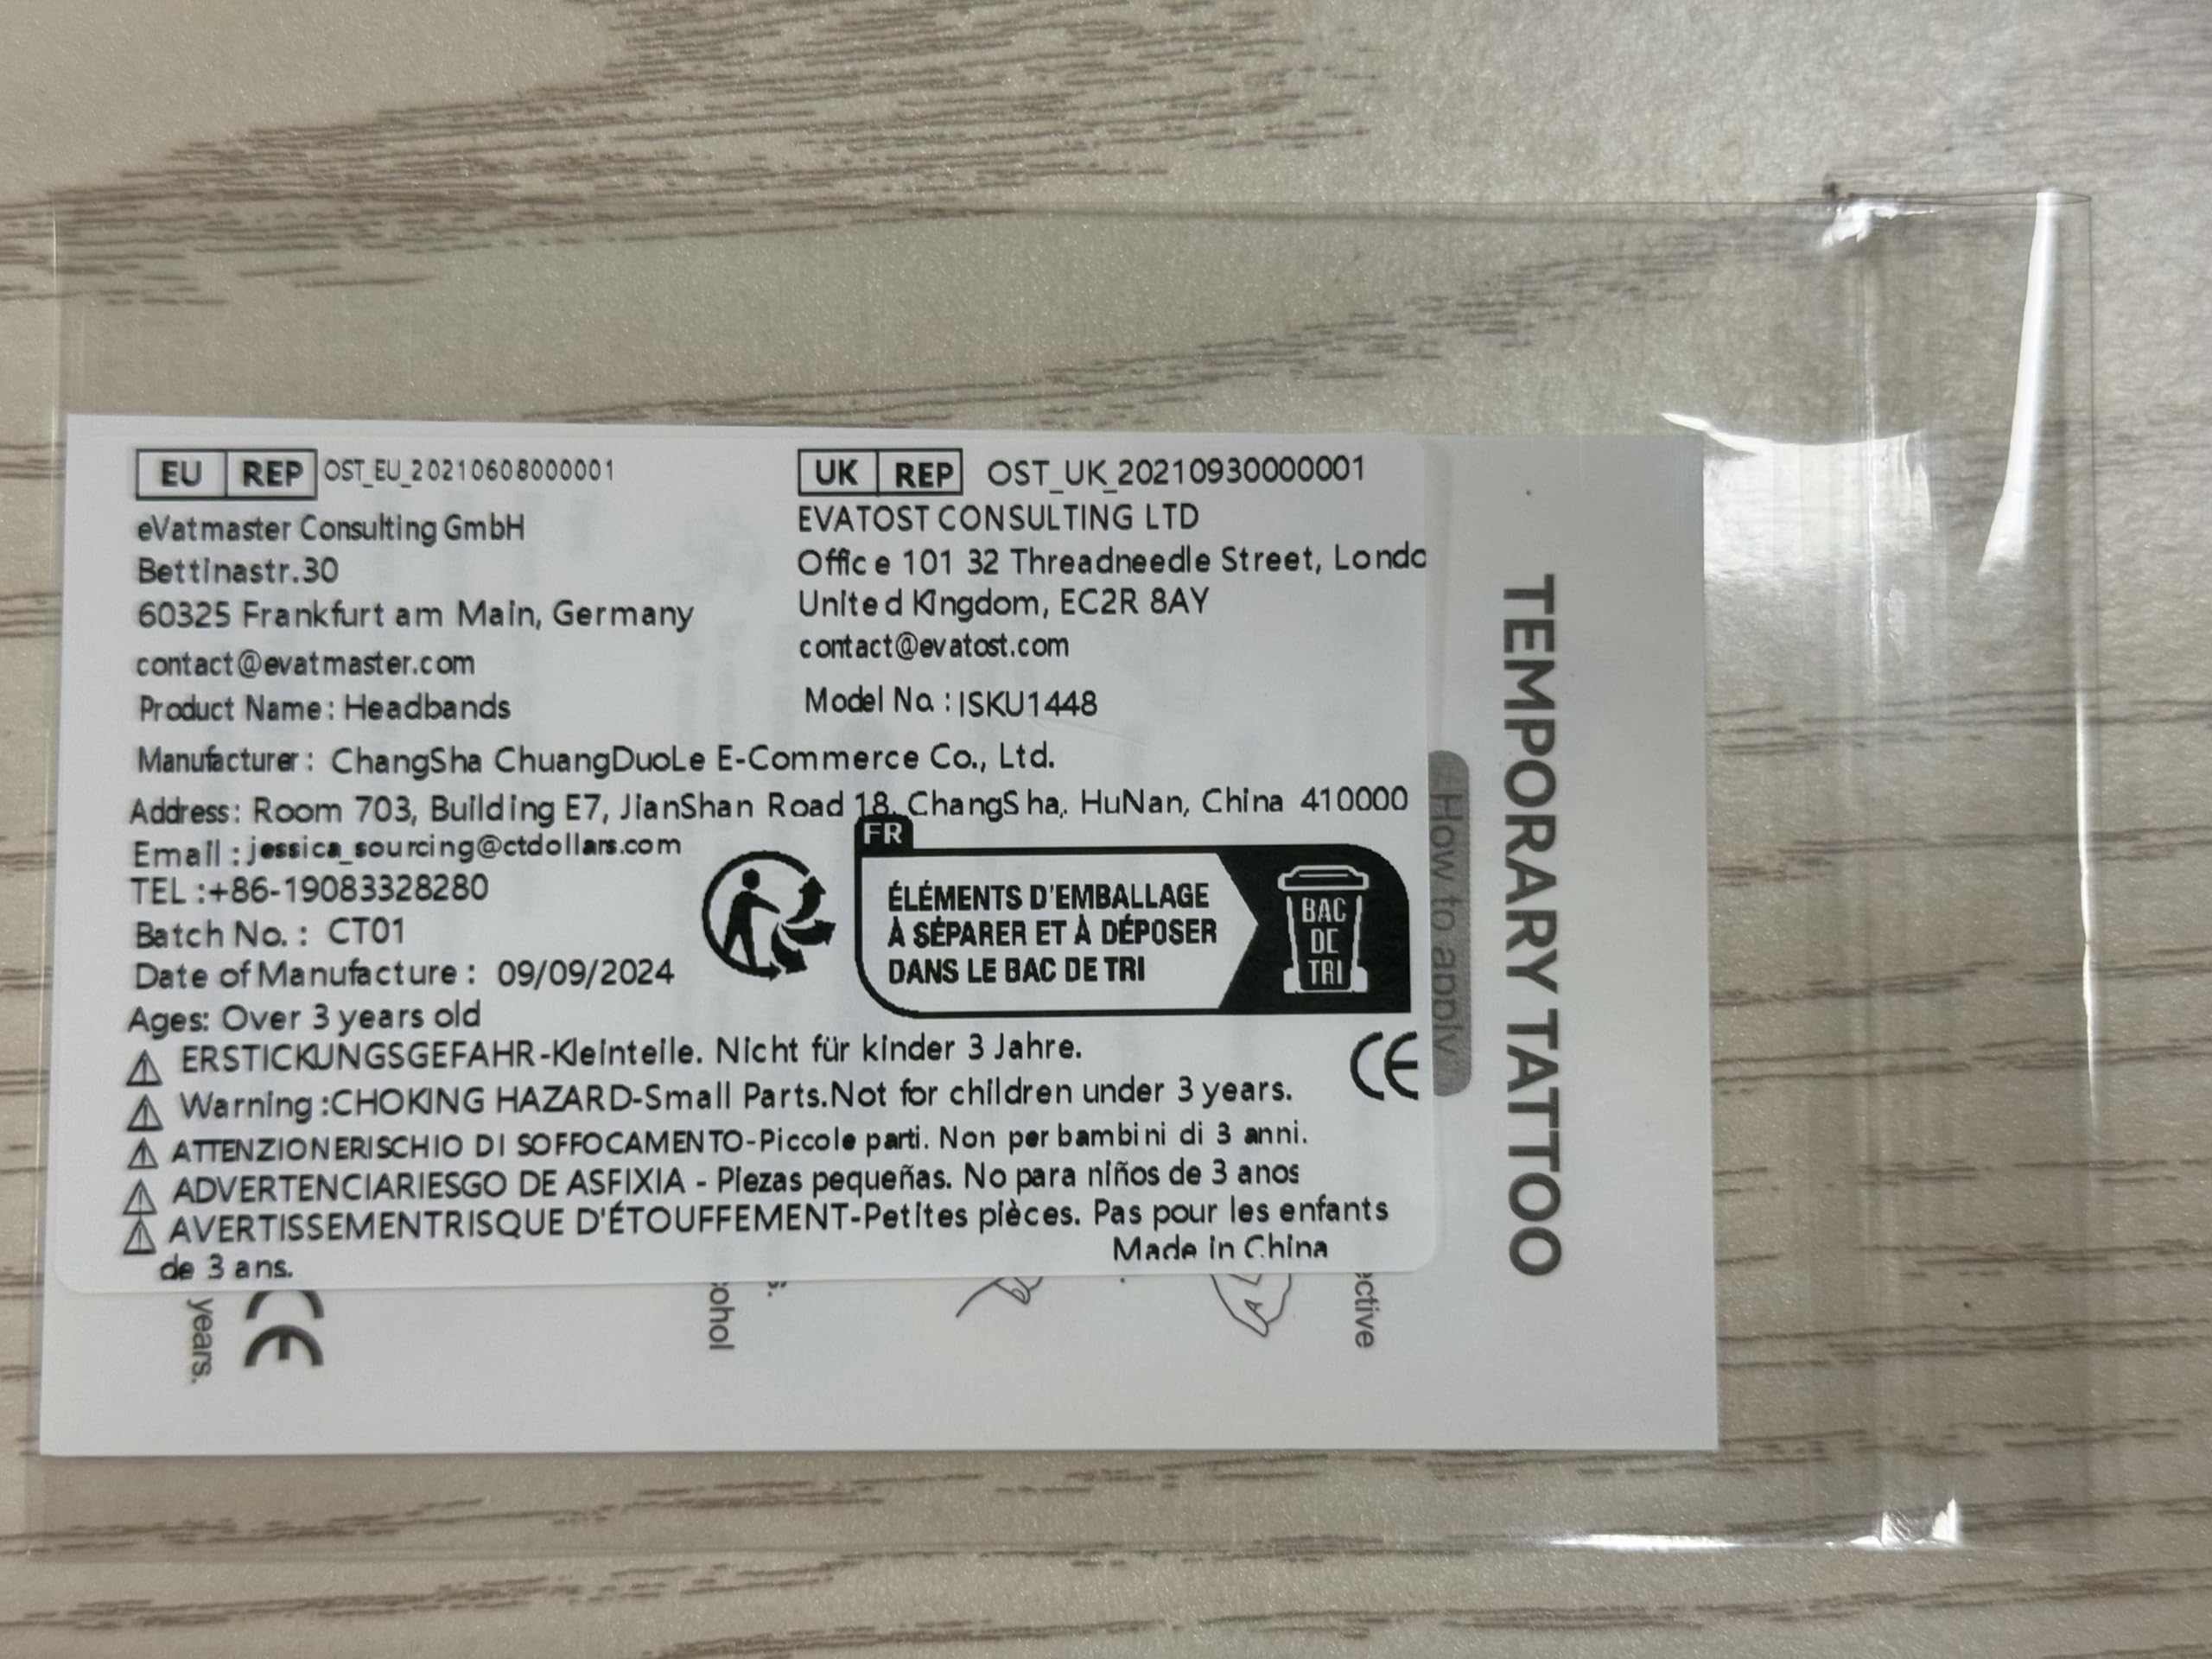 EU REP OST_EU_20210608000001
eVatmaster Consulting GmbH
Bettinastr.30
60325 Frankfurt am Main, Germany
contact@evatmaster.com
UK REP OST_UK_20210930000001
EVATOST CONSULTING LTD
Office 101 32 Threadneedle Street, Londo
United Kingdom, EC2R 8AY
contact@evatost.com
Product Name: Headbands
Model No.: ISKU1448
Manufacturer: ChangSha ChuangDuoLe E-Commerce Co., Ltd.
Address: Room 703, Building E7, JianShan Road 18, ChangSha, HuNan, China 410000
Email: jessica_sourcing@ctdollars.com
TEL:+86-19083328280
Batch No.: CT01
Date of Manufacture: 09/09/2024
Ages: Over 3 years old
FR
ÉLÉMENTS D'EMBALLAGE
À SÉPARER ET À DÉPOSER
DANS LE BAC DE TRI
BAC
DE
TRI
ERSTICKUNGSGEFAHR-Kleinteile. Nicht für kinder 3 Jahre.
CE
Warning:CHOKING HAZARD-Small Parts.Not for children under 3 years.
ATTENZIONERISCHIO DI SOFFOCAMENTO-Piccole parti. Non per bambini di 3 anni.
ADVERTENCIARIESGO DE ASFIXIA - Piezas pequeñas. No para niños de 3 anos
AVERTISSEMENTRISQUE D'ÉTOUFFEMENT-Petites pièces. Pas pour les enfants
de 3 ans.
Made in China
TEMPORARY TATTOO
How to apply
ective
ohol
years.
CE